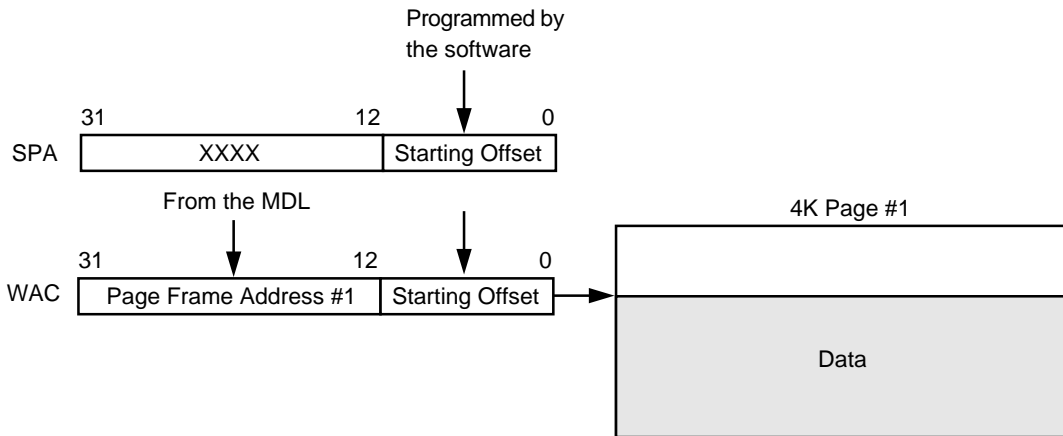 Programmed by
the software
31 12 0
SPA XXXX Starting Offset
From the MDL
4K Page #1
31 12 0
WAC Page Frame Address #1 Starting Offset
Data